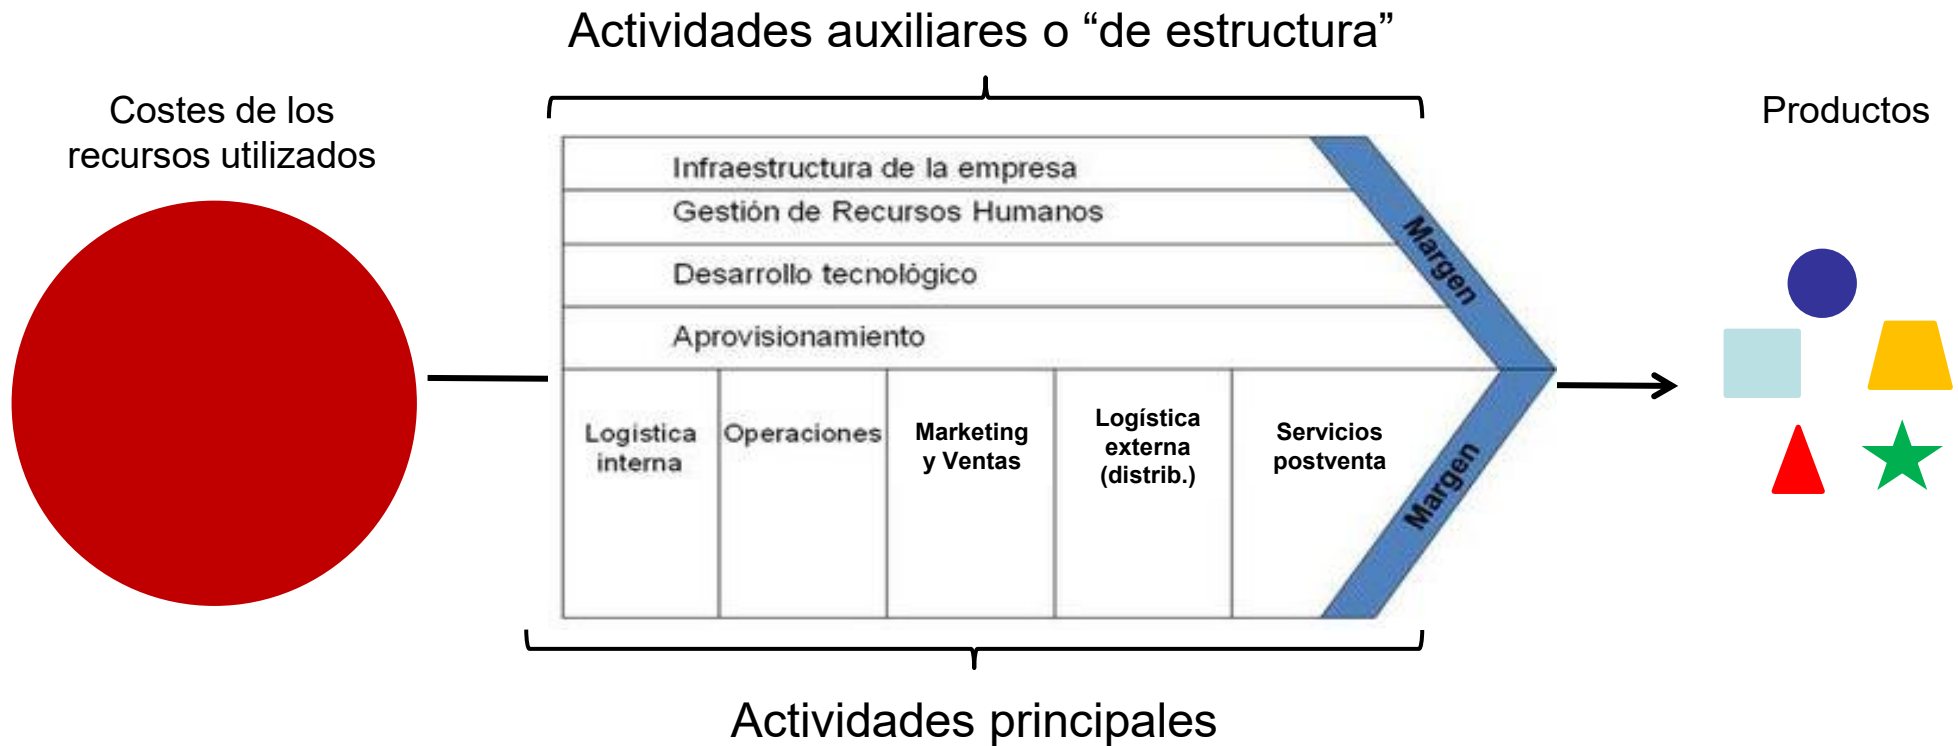 Actividades auxiliares o “de estructura”
Costes de los
recursos utilizados
Productos
Infraestructura de la empresa
Gestión de Recursos Humanos
Desarrollo tecnológico
Aprovisionamiento
Margen
Logística
interna
Operaciones
Marketing
y Ventas
Logística
externa
(distrib.)
Servicios
postventa
Margen
Actividades principales